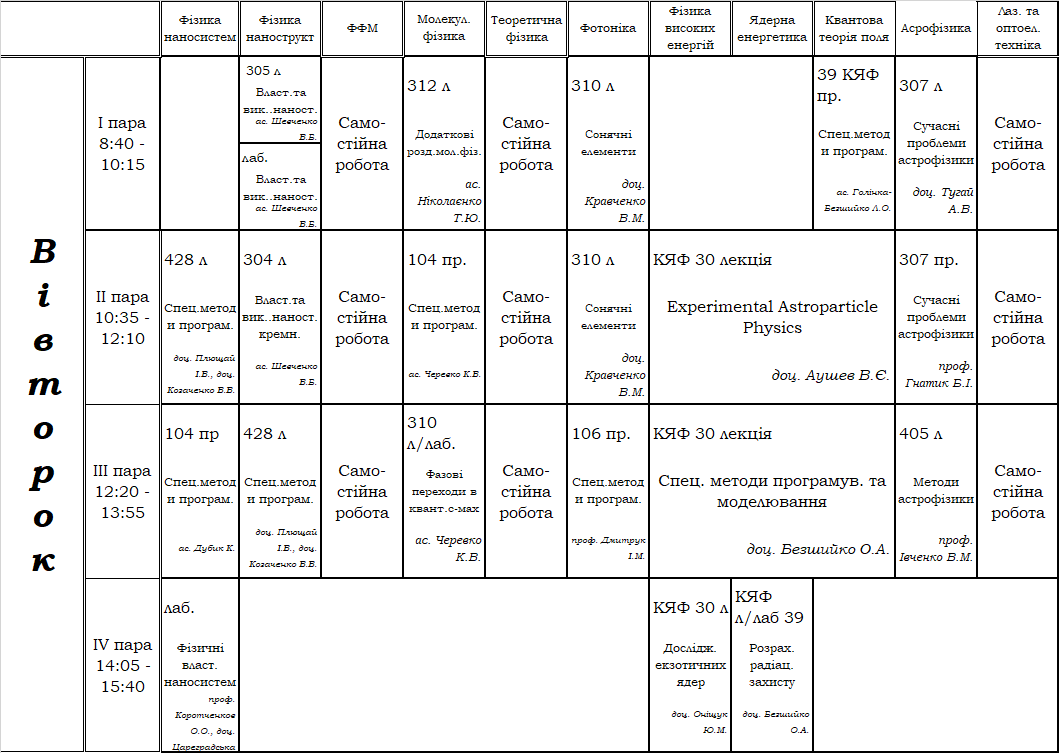 Фізика
наносистем
Фізика
нанострукт
ФФМ
Молекул.
фізика
Теоретична
фізика
Фотоніка
Фізика
високих
енергій
Ядерна
енергетика
Квантова
теорія поля
Асрофізика
Лаз. та
оптоел.
техніка
Вівторок
I пара
8:40 -
10:15
305 л
Власт.та
вик..наност.
ас. Шевченко
В.Б.
лаб.
Власт.та
вик..наност.
ас. Шевченко
В.Б.
Само-
стійна
робота
312 л
Додаткові
розд.мол.фіз.
ас.
Ніколаєнко
Т.Ю.
Само-
стійна
робота
310 л
Сонячні
елементи
доц.
Кравченко
В.М.
39 КЯФ
пр.
Спец.метод
и програм.
ас. Голінка-
Безшийко Л.О.
307 л
Сучасні
проблеми
астрофізики
доц. Тугай
А.В.
Само-
стійна
робота
II пара
10:35 -
12:10
428 л
Спец.метод
и програм.
доц. Плющай
І.В., доц.
Козаченко В.В.
304 л
Власт.та
вик..наност.
кремн.
ас. Шевченко
В.Б.
Само-
стійна
робота
104 пр.
Спец.метод
и програм.
ас. Черевко К.В.
Само-
стійна
робота
310 л
Сонячні
елементи
доц.
Кравченко
В.М.
КЯФ 30 лекція
Experimental Astroparticle
Physics
доц. Аушев В.Є.
307 пр.
Сучасні
проблеми
астрофізики
проф.
Гнатик Б.І.
Само-
стійна
робота
III пара
12:20 -
13:55
104 пр
Спец.метод
и програм.
ас. Дубик К.
428 л
Спец.метод
и програм.
доц. Плющай
І.В., доц.
Козаченко В.В.
Само-
стійна
робота
310
л/лаб.
Фазові
переходи в
квант.с-мах
ас. Черевко
К.В.
Само-
стійна
робота
106 пр.
Спец.метод
и програм.
проф. Дмитрук
І.М.
КЯФ 30 лекція
Спец. методи програмув. та
моделювання
доц. Безшийко О.А.
405 л
Методи
астрофізики
проф.
Івченко В.М.
Само-
стійна
робота
IV пара
14:05 -
15:40
лаб.
Фізичні
власт.
наносистем
проф.
Коротченков
О.О., доц.
Цареградська
КЯФ 30 л
Дослідж.
екзотичних
ядер
доц. Оніщук
Ю.М.
КЯФ
л/лаб 39
Розрах.
радіац.
захисту
доц. Безшийко
О.А.